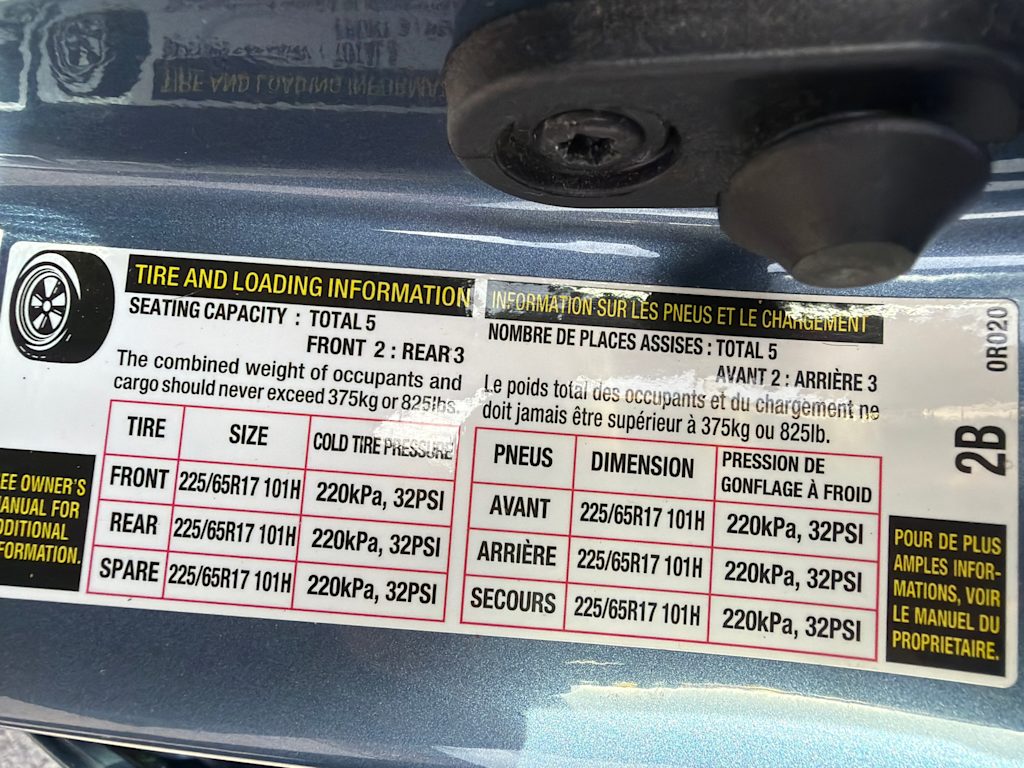 TIRE AND LOADING INFORMATION
SEATING CAPACITY : TOTAL 5
FRONT 2 : REAR 3
The combined weight of occupants and
cargo should never exceed 375kg or 825lbs.
TIRE SIZE COLD TIRE PRESSURE
FRONT 225/65R17 101H 220kPa, 32PSI
REAR 225/65R17 101H 220kPa, 32PSI
SPARE 225/65R17 101H 220kPa, 32PSI
EE OWNER'S
ANUAL FOR
DDITIONAL
FORMATION.
INFORMATION SUR LES PNEUS ET LE CHARGEMENT
NOMBRE DE PLACES ASSISES : TOTAL 5
AVANT 2 : ARRIÈRE 3
Le poids total des occupants et du chargement ne
doit jamais être supérieur à 375kg ou 825lb.
PNEUS DIMENSION PRESSION DE
GONFLAGE À FROID
AVANT 225/65R17 101H 220kPa, 32PSI
ARRIÈRE 225/65R17 101H 220kPa, 32PSI
SECOURS 225/65R17 101H 220kPa, 32PSI
0R020
2B
POUR DE PLUS
AMPLES INFOR-
MATIONS, VOIR
LE MANUEL DU
PROPRIETAIRE.